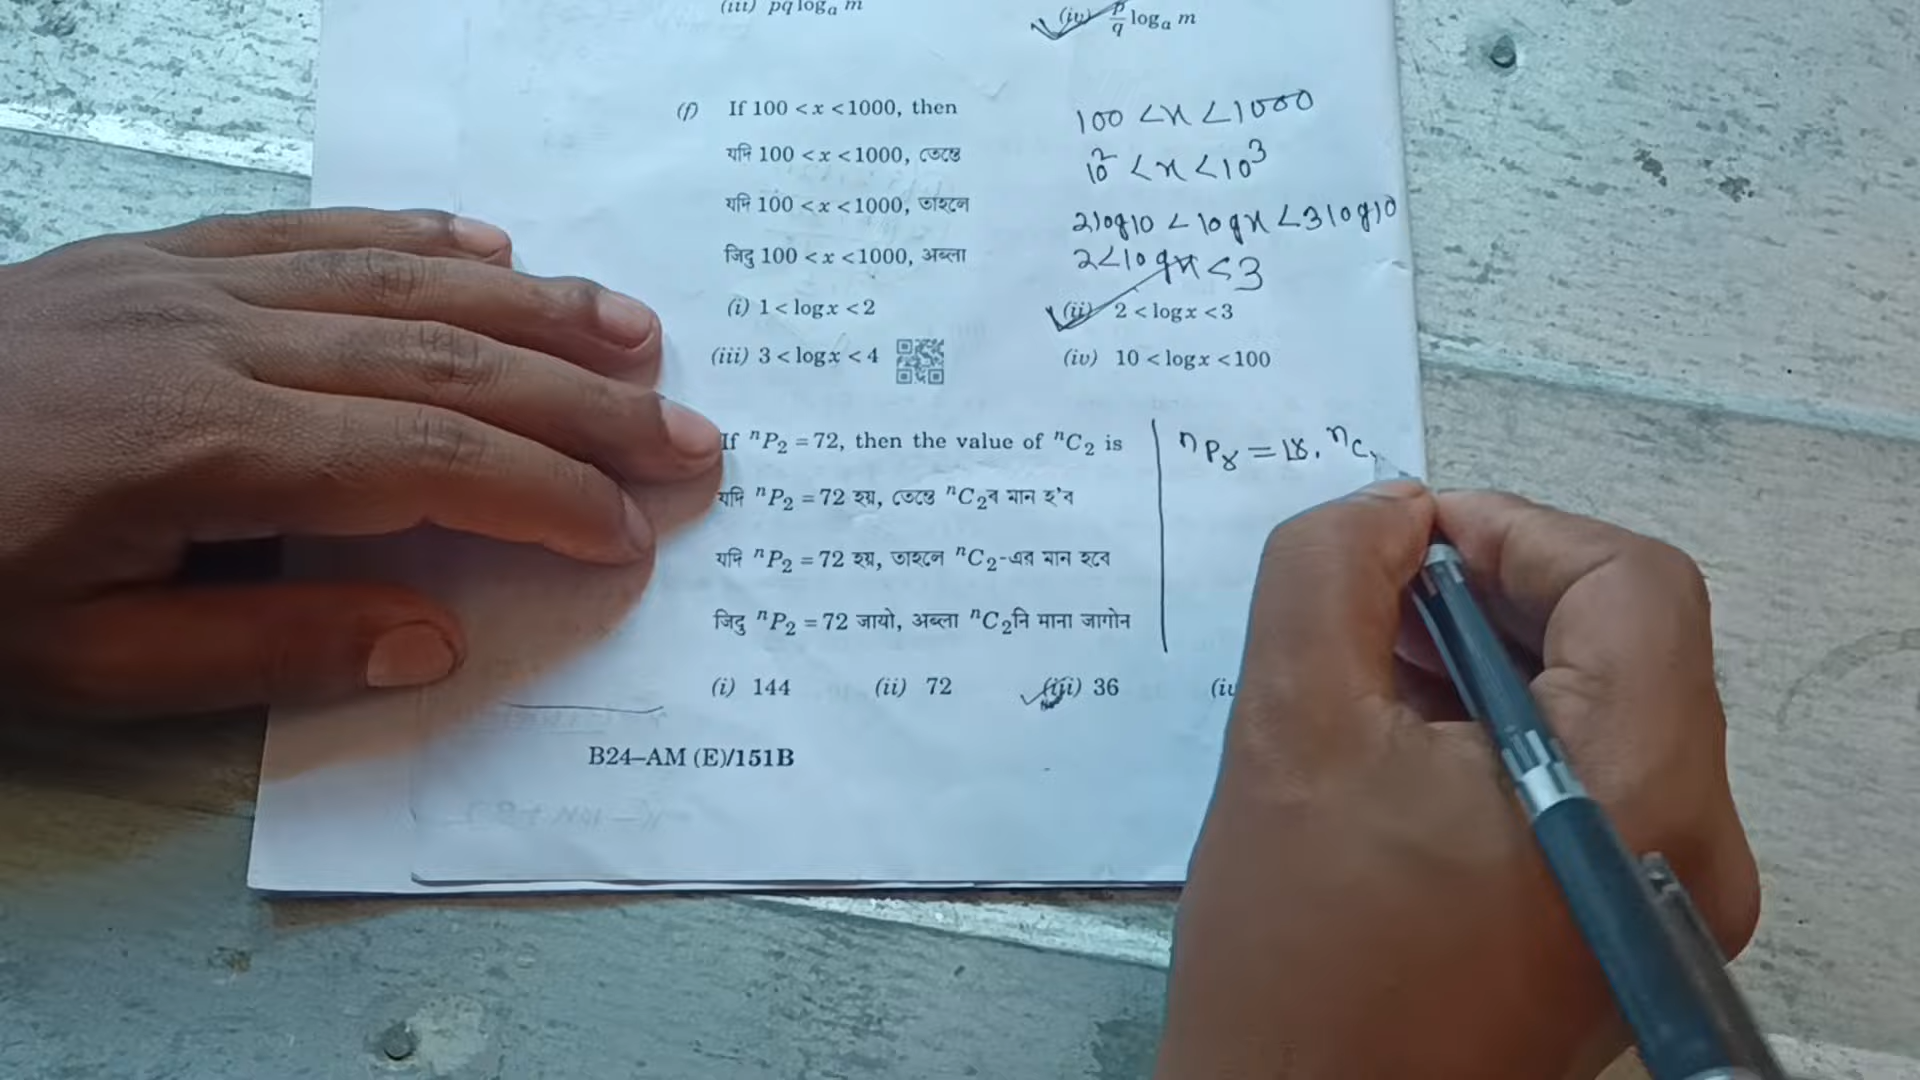 (iii) pq logₐ m
(iv) p/q logₐ m
(f) If 100 < x < 1000, then
যদি 100 < x < 1000, তেন্তে
যদি 100 < x < 1000, তাহলে
जिदु 100 < x < 1000, अब्ला
(i) 1 < log x < 2
(ii) 2 < log x < 3
(iii) 3 < log x < 4
(iv) 10 < log x < 100
100 < x < 1000
10² < x < 10³
2log10 < logx < 3log10
2 < logx < 3
If ⁿP₂ = 72, then the value of ⁿC₂ is
যদি ⁿP₂ = 72 হয়, তেন্তে ⁿC₂ৰ মান হ’ব
যদি ⁿP₂ = 72 হয়, তাহলে ⁿC₂-এর মান হবে
जिदु ⁿP₂ = 72 जायो, अब्ला ⁿC₂नि माना जागोन
(i) 144 (ii) 72 (iii) 36
ⁿPᵣ = ⌊r . ⁿC
B24–AM (E)/151B